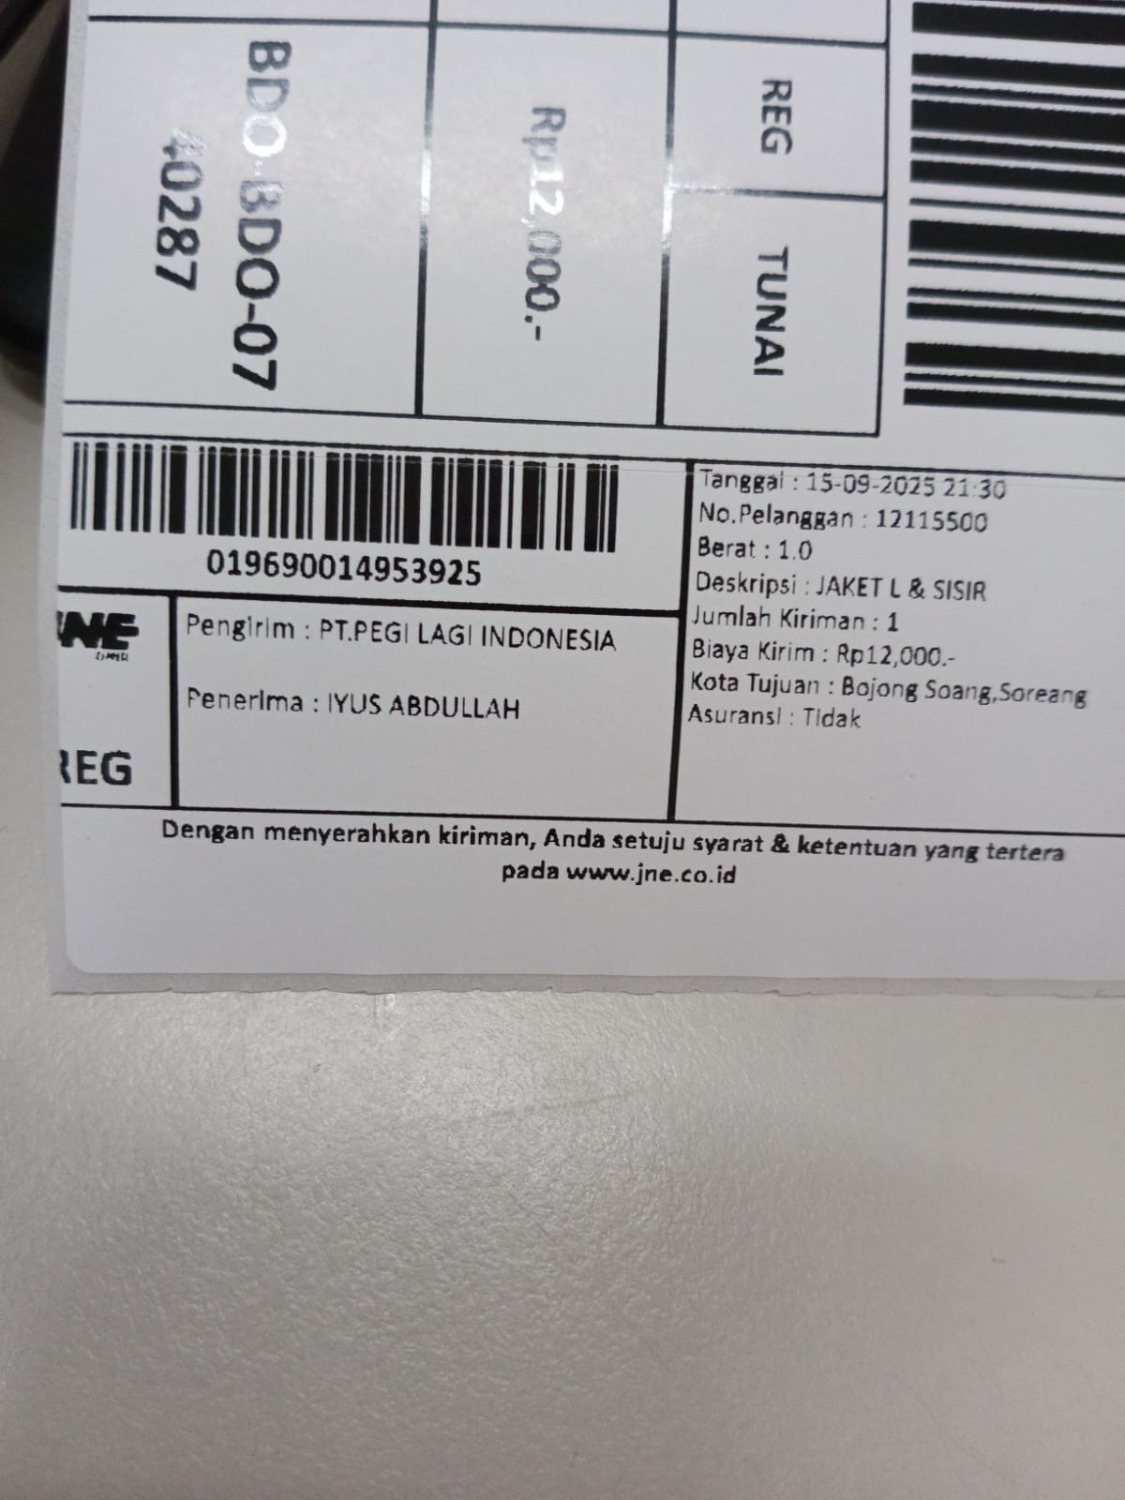 REG
TUNAI
Rp12,000.-
BDO-BDO-07
40287
019690014953925
Tanggal : 15-09-2025 21:30
No.Pelanggan : 12115500
Berat : 1.0
Deskripsi : JAKET L & SISIR
Jumlah Kiriman : 1
Biaya Kirim : Rp12,000.-
Kota Tujuan : Bojong Soang,Soreang
Asuransi : Tidak
JNE
REG
Pengirim : PT.PEGI LAGI INDONESIA
Penerima : IYUS ABDULLAH
Dengan menyerahkan kiriman, Anda setuju syarat & ketentuan yang tertera
pada www.jne.co.id